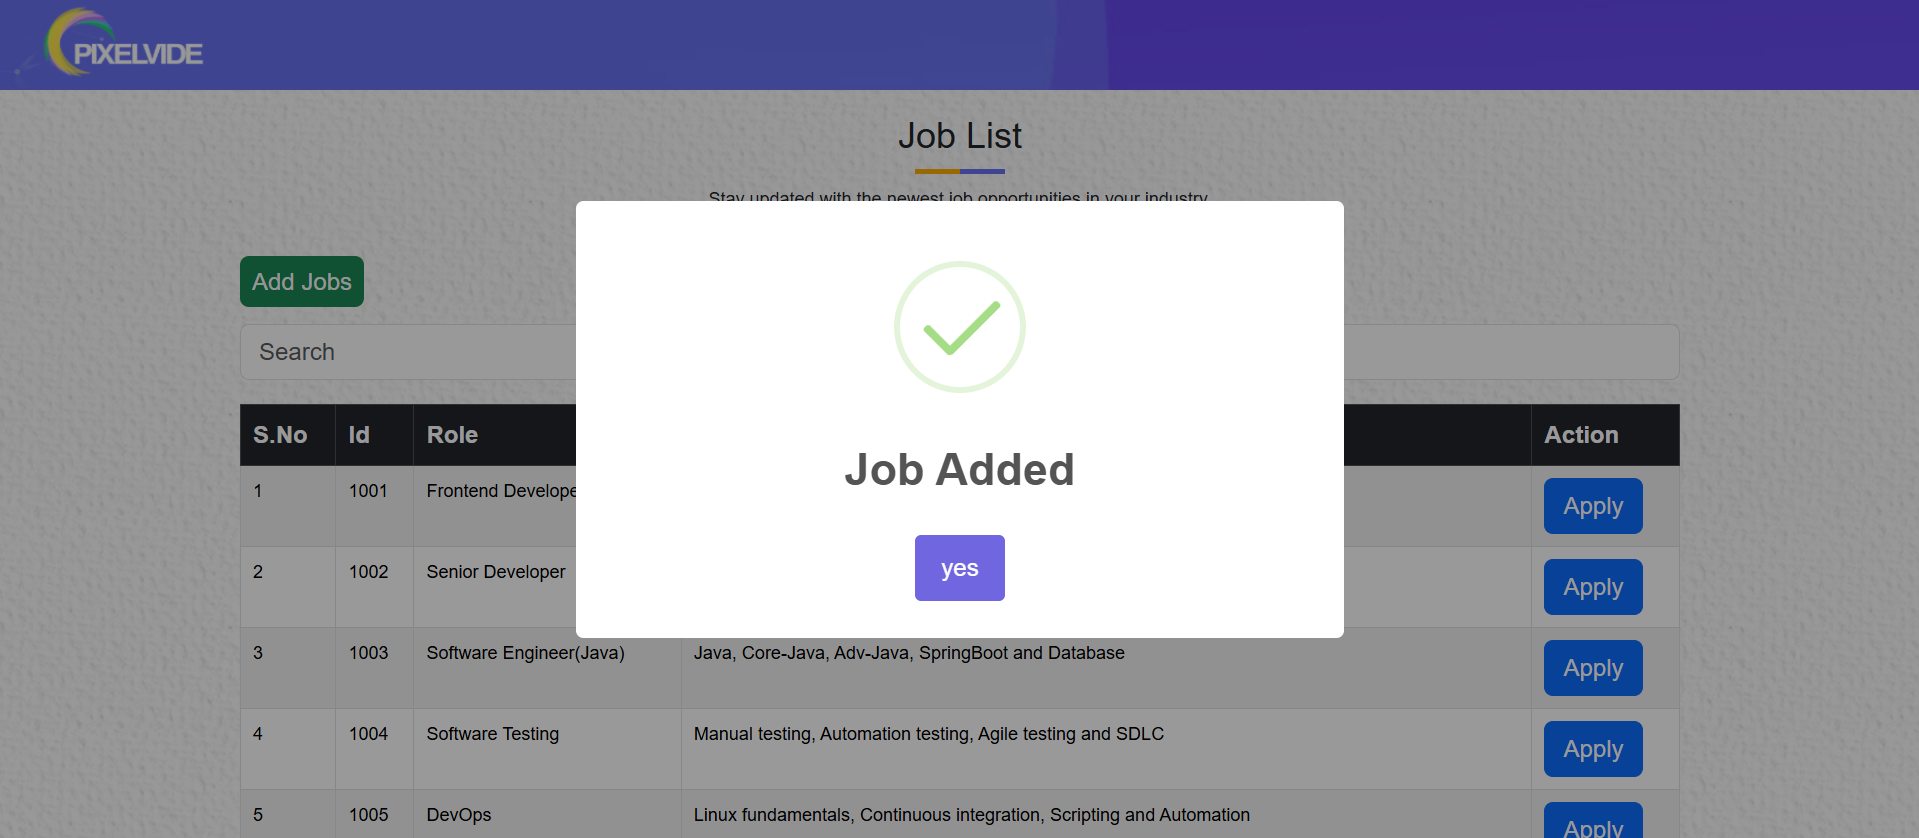 PIXELVIDE
Job List
Stay updated with the newest job opportunities in your industry
Add Jobs
Search
S.No Id Role Action
1 1001 Frontend Develope Apply
2 1002 Senior Developer Apply
Job Added
yes
3 1003 Software Engineer(Java) Java, Core-Java, Adv-Java, SpringBoot and Database Apply
4 1004 Software Testing Manual testing, Automation testing, Agile testing and SDLC Apply
5 1005 DevOps Linux fundamentals, Continuous integration, Scripting and Automation Apply